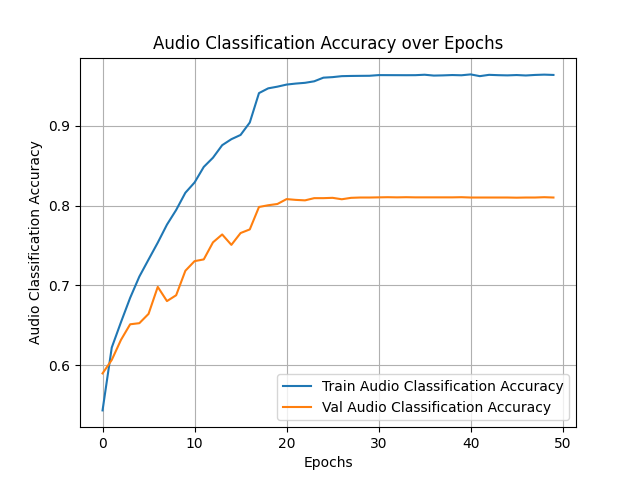 Audio Classification Accuracy over Epochs
Audio Classification Accuracy
0.9
0.8
0.7
0.6
Train Audio Classification Accuracy
Val Audio Classification Accuracy
0 10 20 30 40 50
Epochs